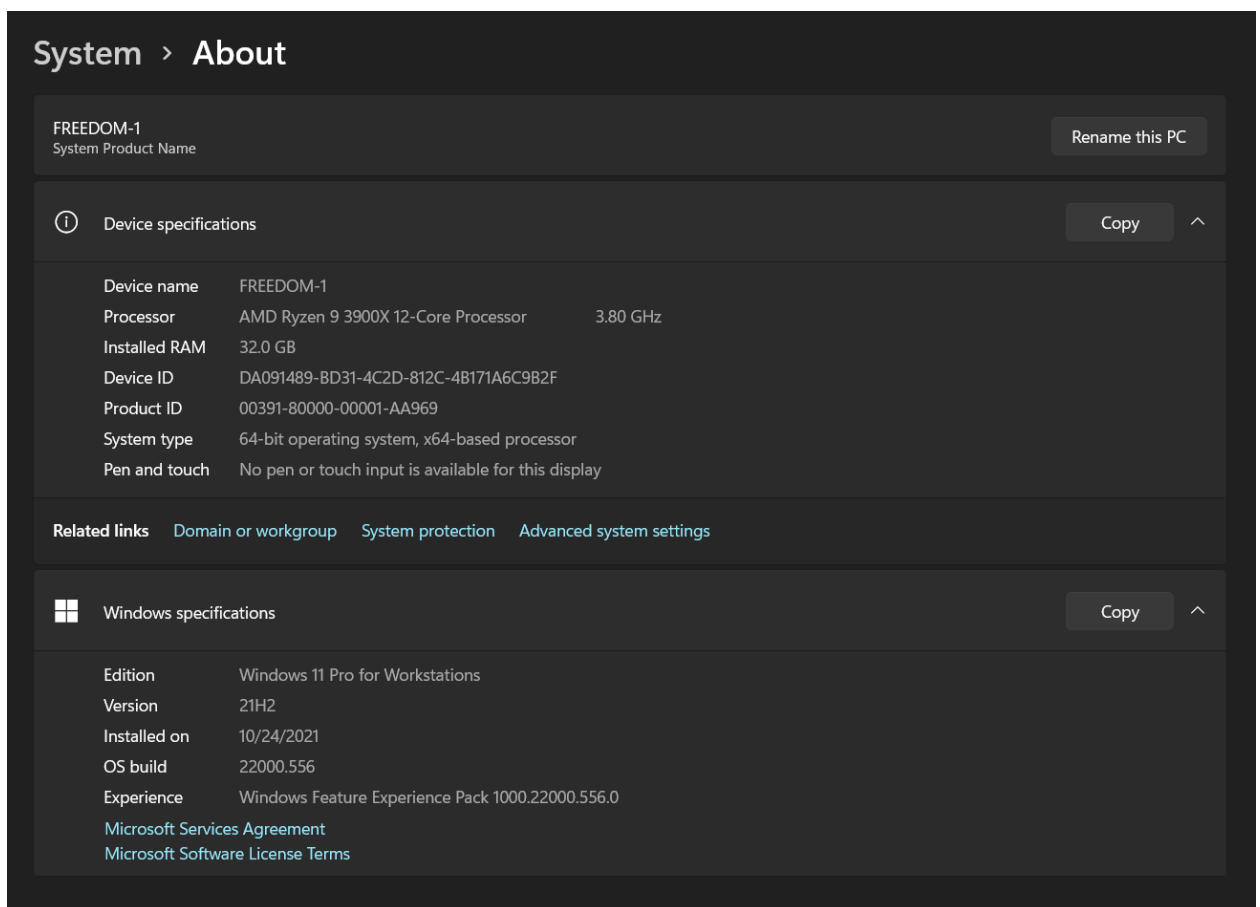 System > About
FREEDOM-1
System Product Name
Rename this PC
Device specifications
Copy
Device name FREEDOM-1
Processor AMD Ryzen 9 3900X 12-Core Processor 3.80 GHz
Installed RAM 32.0 GB
Device ID DA091489-BD31-4C2D-812C-4B171A6C9B2F
Product ID 00391-80000-00001-AA969
System type 64-bit operating system, x64-based processor
Pen and touch No pen or touch input is available for this display
Related links Domain or workgroup System protection Advanced system settings
Windows specifications
Copy
Edition Windows 11 Pro for Workstations
Version 21H2
Installed on 10/24/2021
OS build 22000.556
Experience Windows Feature Experience Pack 1000.22000.556.0
Microsoft Services Agreement
Microsoft Software License Terms